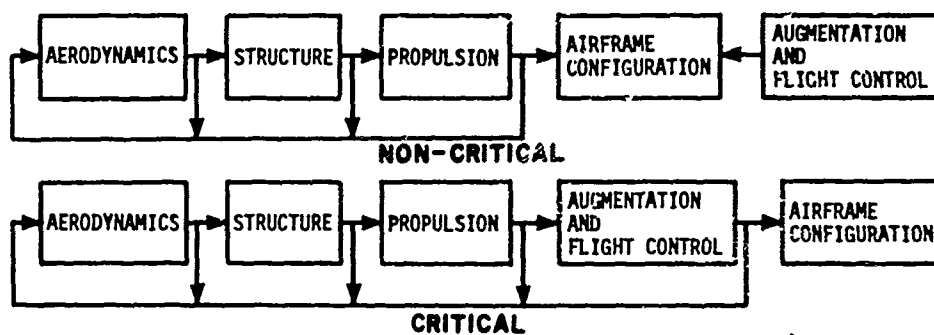 AERODYNAMICS
STRUCTURE
PROPULSION
AIRFRAME
CONFIGURATION
AUGMENTATION
AND
FLIGHT CONTROL
NON-CRITICAL
AERODYNAMICS
STRUCTURE
PROPULSION
AUGMENTATION
AND
FLIGHT CONTROL
AIRFRAME
CONFIGURATION
CRITICAL